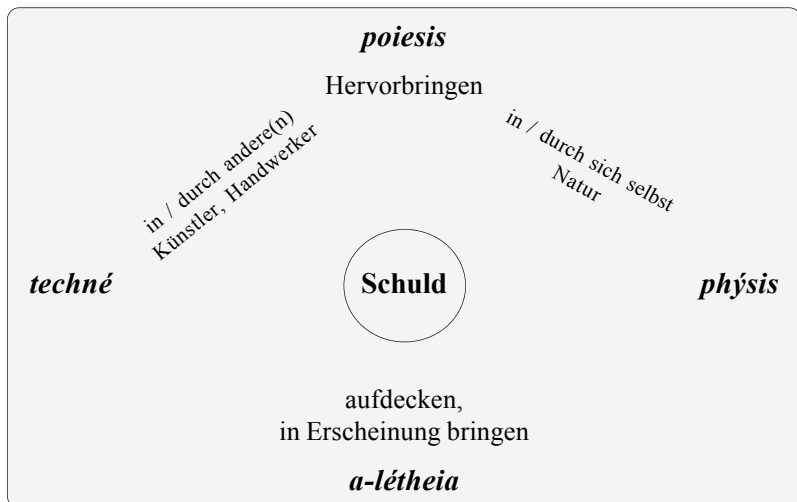 poiesis
Hervorbringen
in / durch andere(n)
Künstler, Handwerker
in / durch sich selbst
Natur
techné
Schuld
phýsis
aufdecken,
in Erscheinung bringen
a-létheia